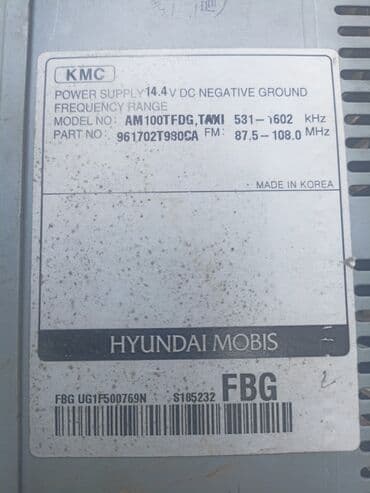 KMC
POWER SUPPLY 14.4 V DC NEGATIVE GROUND
FREQUENCY RANGE
MODEL NO: AM100TFDG,TAXI 531-1602 kHz
PART NO: 961702T980CA FM: 87.5-108.0 MHz
MADE IN KOREA
HYUNDAI MOBIS
FBG UG1F500769N S185232 FBG
2